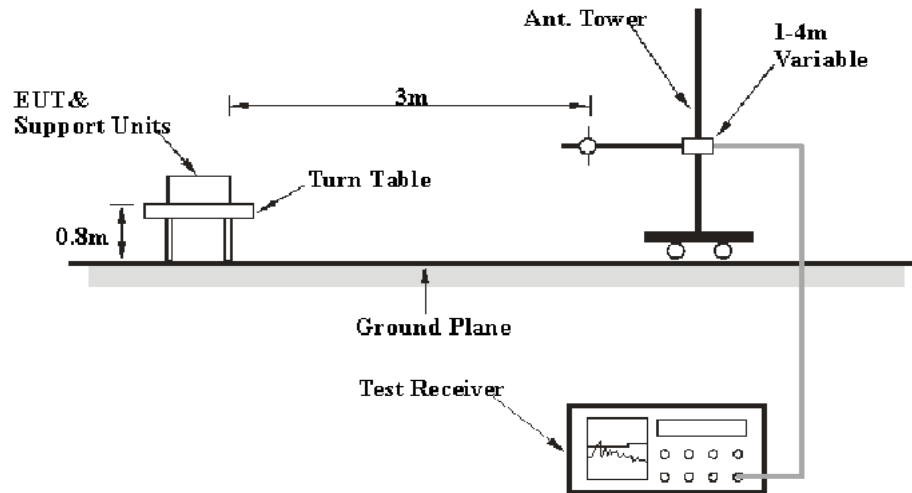 Ant. Tower
1-4m
Variable
3m
EUT&
Support Units
Turn Table
0.8m
Ground Plane
Test Receiver